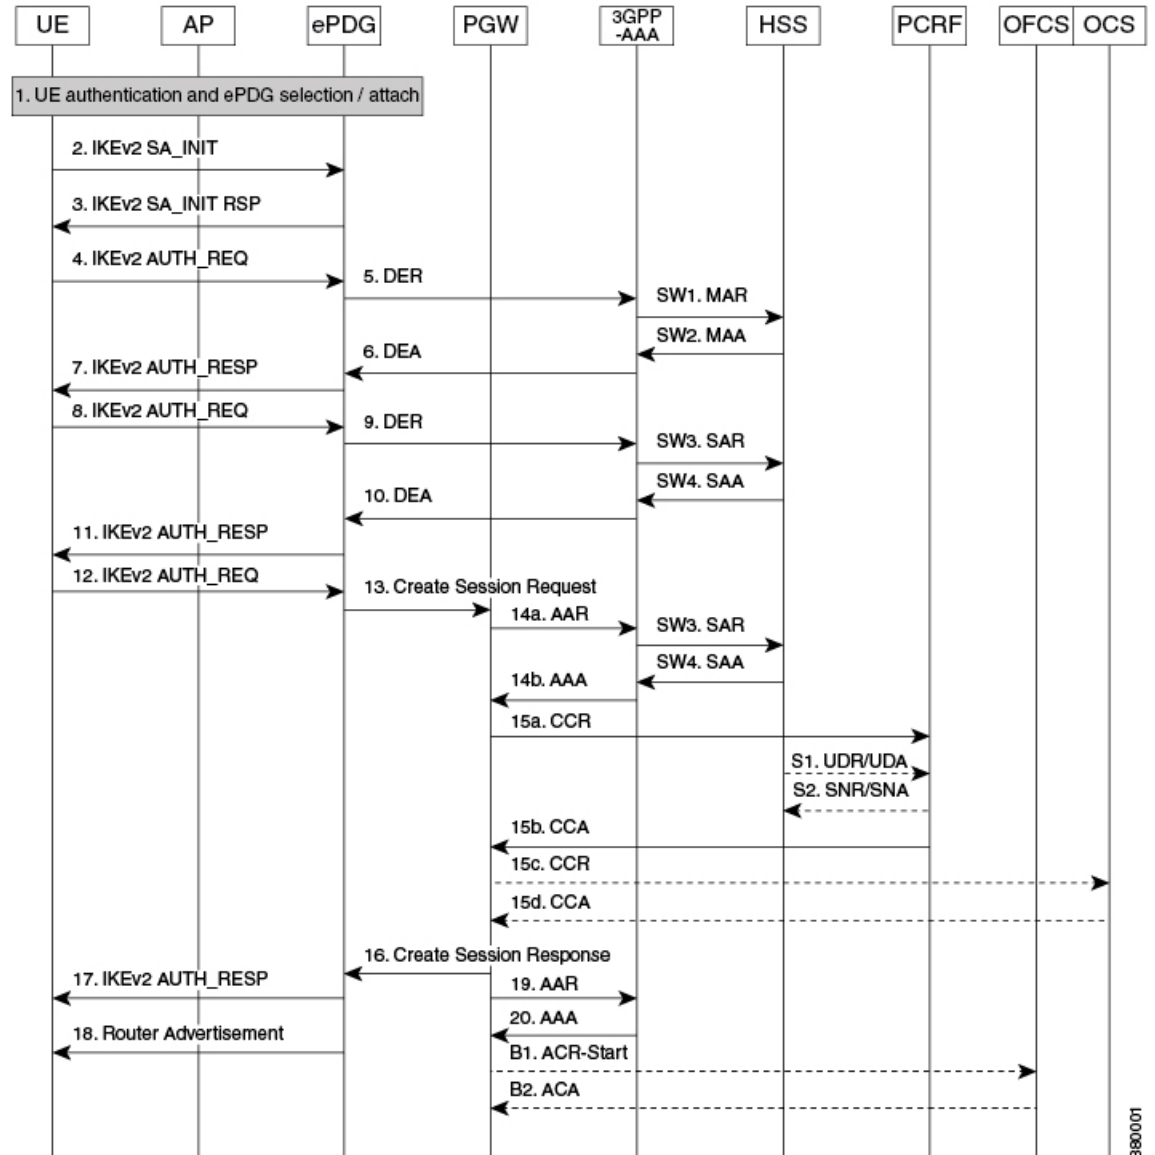 UE
AP
ePDG
PGW
3GPP
-AAA
HSS
PCRF
OFCS
OCS
1. UE authentication and ePDG selection / attach
2. IKEv2 SA_INIT
3. IKEv2 SA_INIT RSP
4. IKEv2 AUTH_REQ
5. DER
SW1. MAR
SW2. MAA
6. DEA
7. IKEv2 AUTH_RESP
8. IKEv2 AUTH_REQ
9. DER
SW3. SAR
SW4. SAA
10. DEA
11. IKEv2 AUTH_RESP
12. IKEv2 AUTH_REQ
13. Create Session Request
14a. AAR
SW3. SAR
SW4. SAA
14b. AAA
15a. CCR
S1. UDR/UDA
S2. SNR/SNA
15b. CCA
15c. CCR
15d. CCA
16. Create Session Response
17. IKEv2 AUTH_RESP
19. AAR
20. AAA
18. Router Advertisement
B1. ACR-Start
B2. ACA